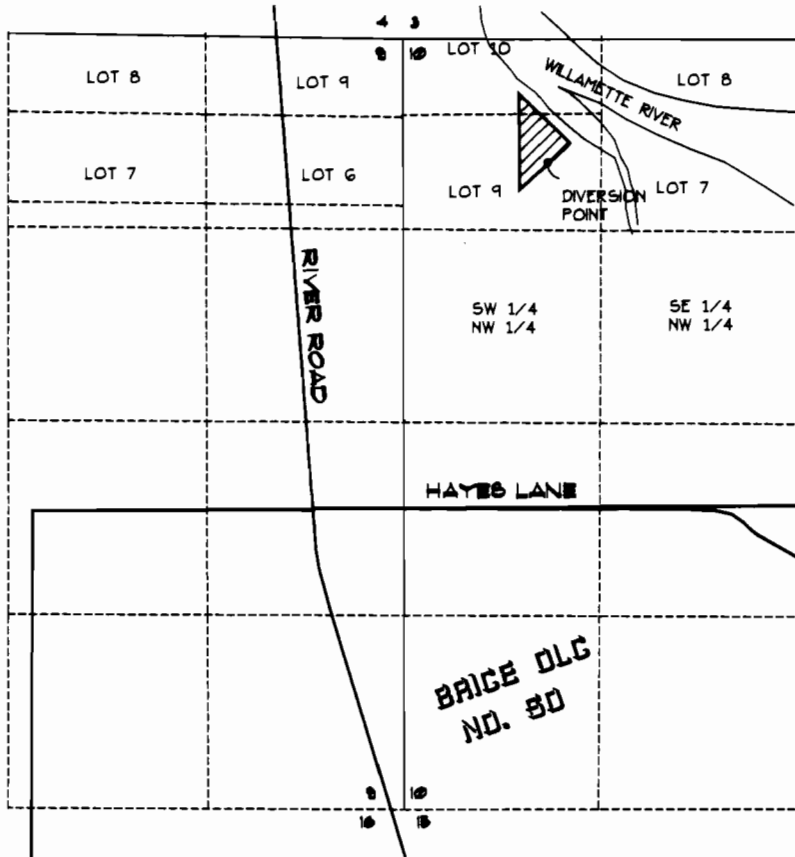 4 3
9 10
LOT 10
LOT 8
LOT 9
WILLAMETTE RIVER
LOT 8
LOT 7
LOT 6
LOT 9
DIVERSION
POINT
LOT 7
RIVER ROAD
SW 1/4
NW 1/4
SE 1/4
NW 1/4
HAYES LANE
BRICE DLC
NO. 50
9 10
16 15